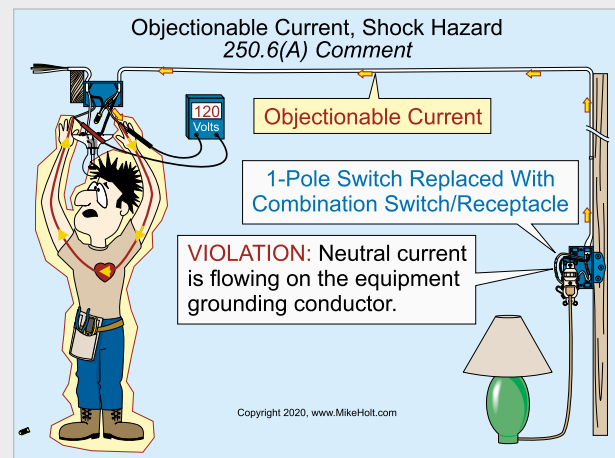 Objectionable Current, Shock Hazard
250.6(A) Comment
120
Volts
Objectionable Current
1-Pole Switch Replaced With
Combination Switch/Receptacle
VIOLATION: Neutral current
is flowing on the equipment
grounding conductor.
Copyright 2020, www.MikeHolt.com